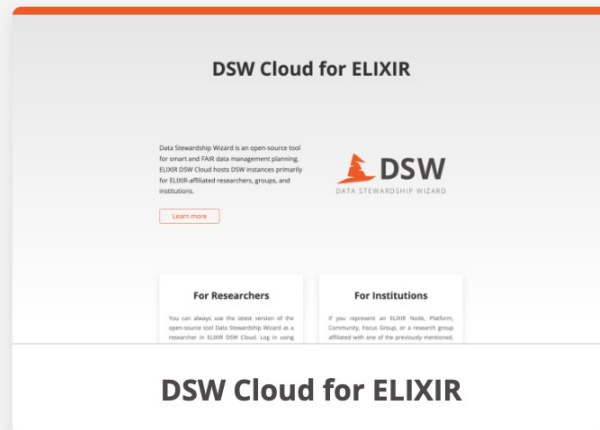 DSW Cloud for ELIXIR
Data Stewardship Wizard is an open-source tool
for smart and FAIR data management planning.
ELIXIR DSW Cloud hosts DSW instances primarily
for ELIXIR-affiliated researchers, groups, and
institutions.
Learn more
DSW
DATA STEWARDSHIP WIZARD
For Researchers
You can always use the latest version of the
open-source tool Data Stewardship Wizard as a
researcher in ELIXIR DSW Cloud. Log in using
For Institutions
If you represent an ELIXIR Node, Platform,
Community, Focus Group, or a research group
affiliated with one of the previously mentioned,
DSW Cloud for ELIXIR